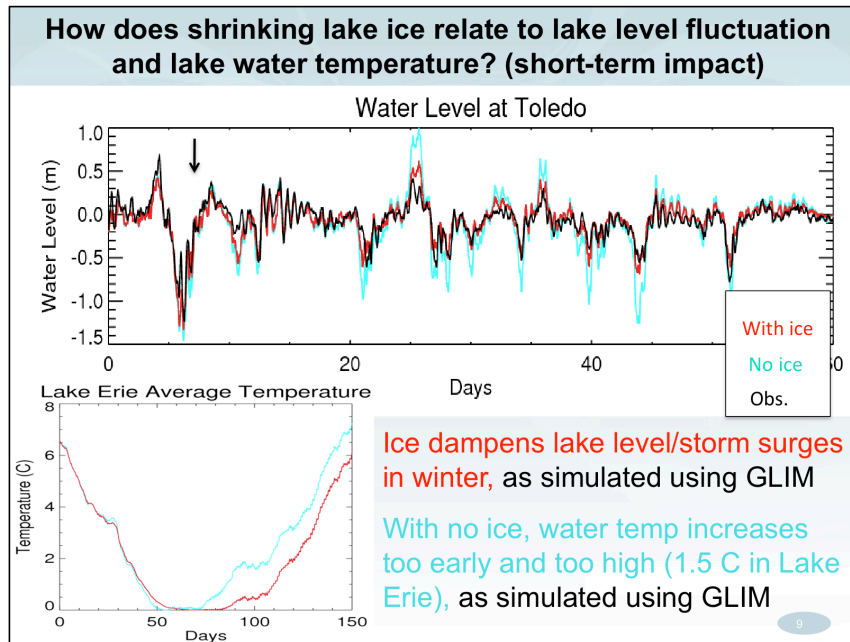 How does shrinking lake ice relate to lake level fluctuation
and lake water temperature? (short-term impact)
Water Level at Toledo
Water Level (m)
1.0
0.5
0.0
-0.5
-1.0
-1.5
0
20
40
60
Days
With ice
No ice
Obs.
Lake Erie Average Temperature
Temperature (C)
8
6
4
2
0
0
50
100
150
Days
Ice dampens lake level/storm surges
in winter, as simulated using GLIM
With no ice, water temp increases
too early and too high (1.5 C in Lake
Erie), as simulated using GLIM
9